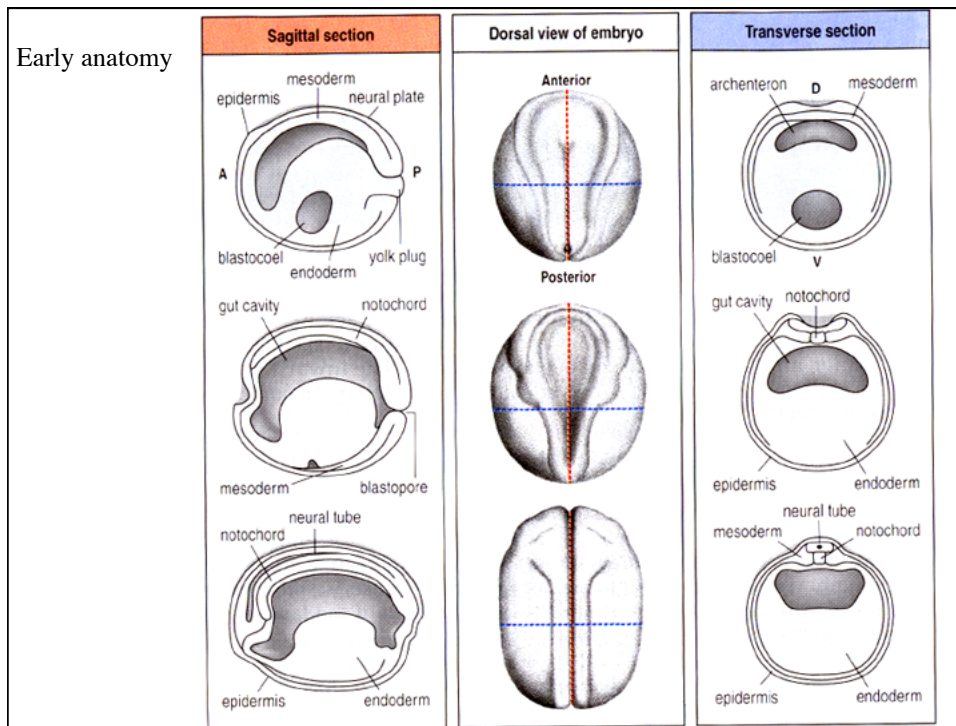 Early anatomy
Sagittal section
mesoderm
epidermis
neural plate
A
P
blastocoel
endoderm
yolk plug
gut cavity
notochord
mesoderm
blastopore
neural tube
notochord
epidermis
endoderm
Dorsal view of embryo
Anterior
Posterior
Transverse section
archenteron
D
mesoderm
blastocoel
V
gut cavity
notochord
epidermis
endoderm
neural tube
mesoderm
notochord
epidermis
endoderm